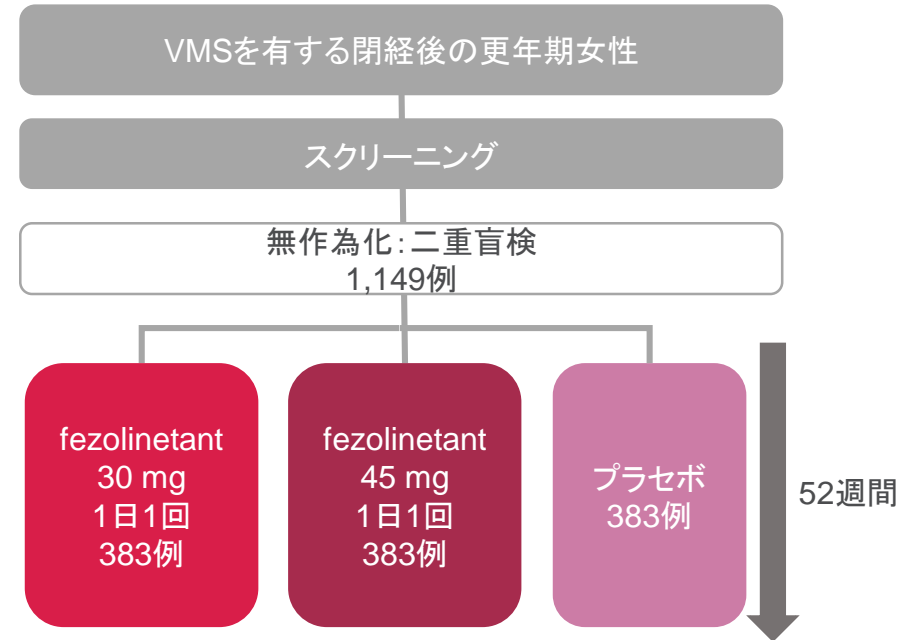 VMSを有する閉経後の更年期女性
スクリーニング
無作為化：二重盲検
1,149例
fezolinetant
30 mg
1日1回
383例
fezolinetant
45 mg
1日1回
383例
プラセボ
383例
52週間